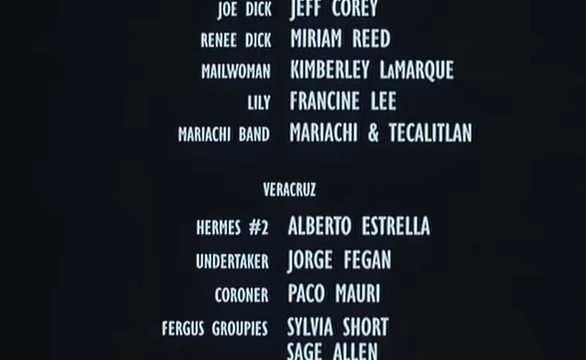 JOE DICK JEFF COREY
RENEE DICK MIRIAM REED
MAILWOMAN KIMBERLEY LaMARQUE
LILY FRANCINE LEE
MARIACHI BAND MARIACHI & TECALITLAN
VERACRUZ
HERMES #2 ALBERTO ESTRELLA
UNDERTAKER JORGE FEGAN
CORONER PACO MAURI
FERGUS GROUPIES SYLVIA SHORT
SAGE ALLEN